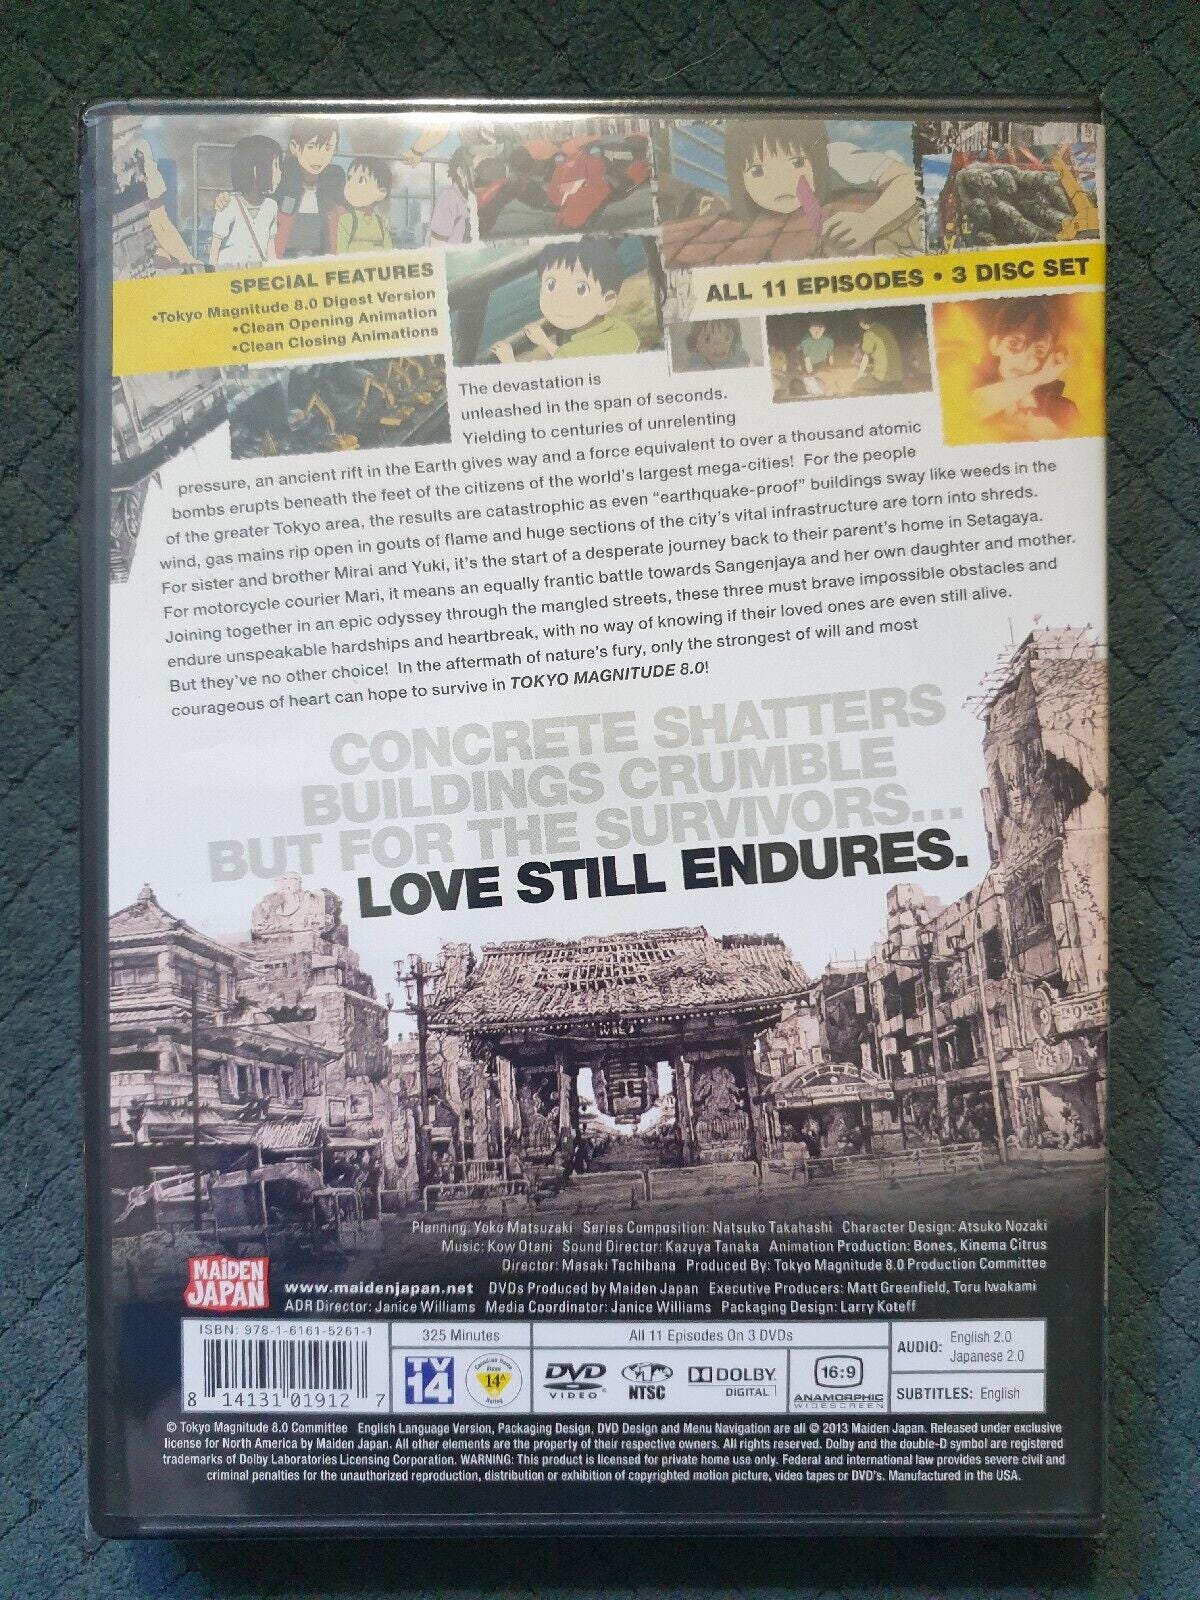 SPECIAL FEATURES
•Tokyo Magnitude 8.0 Digest Version
•Clean Opening Animation
•Clean Closing Animations
ALL 11 EPISODES • 3 DISC SET
The devastation is
unleashed in the span of seconds.
Yielding to centuries of unrelenting
pressure, an ancient rift in the Earth gives way and a force equivalent to over a thousand atomic
bombs erupts beneath the feet of the citizens of the world's largest mega-cities! For the people
of the greater Tokyo area, the results are catastrophic as even "earthquake-proof" buildings sway like weeds in the
wind, gas mains rip open in gouts of flame and huge sections of the city's vital infrastructure are torn into shreds.
For sister and brother Mirai and Yuki, it's the start of a desperate journey back to their parent's home in Setagaya.
For motorcycle courier Mari, it means an equally frantic battle towards Sangenjaya and her own daughter and mother.
Joining together in an epic odyssey through the mangled streets, these three must brave impossible obstacles and
endure unspeakable hardships and heartbreak, with no way of knowing if their loved ones are even still alive.
But they've no other choice! In the aftermath of nature's fury, only the strongest of will and most
courageous of heart can hope to survive in TOKYO MAGNITUDE 8.0!
CONCRETE SHATTERS
BUILDINGS CRUMBLE
BUT FOR THE SURVIVORS...
LOVE STILL ENDURES.
Planning: Yoko Matsuzaki Series Composition: Natsuko Takahashi Character Design: Atsuko Nozaki
Music: Kow Otani Sound Director: Kazuya Tanaka Animation Production: Bones, Kinema Citrus
Director: Masaki Tachibana Produced By: Tokyo Magnitude 8.0 Production Committee
MAIDEN
JAPAN
www.maidenjapan.net DVDs Produced by Maiden Japan Executive Producers: Matt Greenfield, Toru Iwakami
ADR Director: Janice Williams Media Coordinator: Janice Williams Packaging Design: Larry Koteff
ISBN: 978-1-6161-5261-1
8 14131 01912 7
325 Minutes
TV
14
Canadian Home
Video
14A
Rated
All 11 Episodes On 3 DVDs
DVD
VIDEO
NTSC
DOLBY
DIGITAL
16:9
ANAMORPHIC
WIDESCREEN
AUDIO: English 2.0
Japanese 2.0
SUBTITLES: English
© Tokyo Magnitude 8.0 Committee English Language Version, Packaging Design, DVD Design and Menu Navigation are all © 2013 Maiden Japan. Released under exclusive
license for North America by Maiden Japan. All other elements are the property of their respective owners. All rights reserved. Dolby and the double-D symbol are registered
trademarks of Dolby Laboratories Licensing Corporation. WARNING: This product is licensed for private home use only. Federal and international law provides severe civil and
criminal penalties for the unauthorized reproduction, distribution or exhibition of copyrighted motion picture, video tapes or DVD's. Manufactured in the USA.